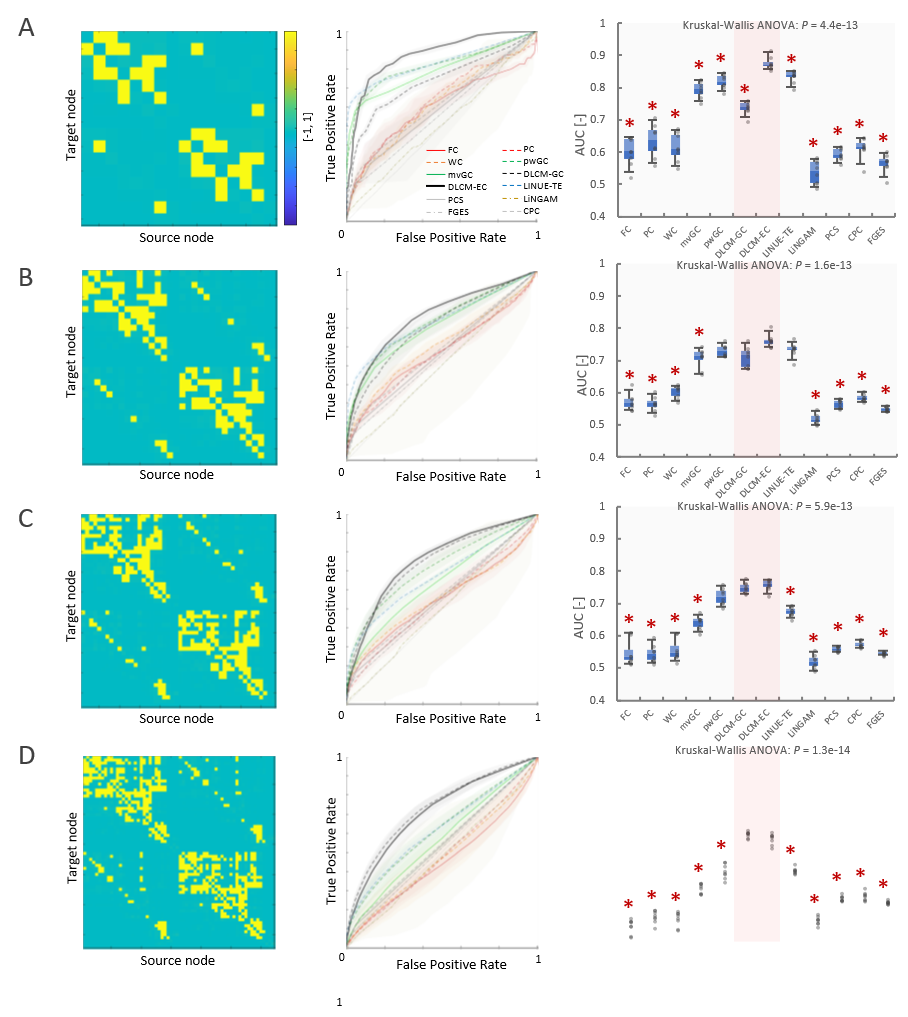 A
Target node
Source node
[-1, 1]
1
True Positive Rate
0
False Positive Rate
1
FC
WC
mvGC
DLCM-EC
PCS
FGES
PC
pwGC
DLCM-GC
LINUE-TE
LiNGAM
CPC
Kruskal-Wallis ANOVA: P = 4.4e-13
AUC [-]
1
0.9
0.8
0.7
0.6
0.5
0.4
* * * * * * * * * * *
FC PC WC mvGC pwGC DLCM-GC DLCM-EC LINUE-TE LiNGAM PCS CPC FGES
B
Target node
Source node
1
True Positive Rate
0
False Positive Rate
1
Kruskal-Wallis ANOVA: P = 1.6e-13
AUC [-]
1
0.9
0.8
0.7
0.6
0.5
0.4
* * * * * * * *
FC PC WC mvGC pwGC DLCM-GC DLCM-EC LINUE-TE LiNGAM PCS CPC FGES
C
Target node
Source node
1
True Positive Rate
0
False Positive Rate
1
Kruskal-Wallis ANOVA: P = 5.9e-13
AUC [-]
1
0.9
0.8
0.7
0.6
0.5
0.4
* * * * * * * * *
FC PC WC mvGC pwGC DLCM-GC DLCM-EC LINUE-TE LiNGAM PCS CPC FGES
D
Target node
Source node
1
True Positive Rate
0
False Positive Rate
1
Kruskal-Wallis ANOVA: P = 1.3e-14
* * * * * * * * * *
1